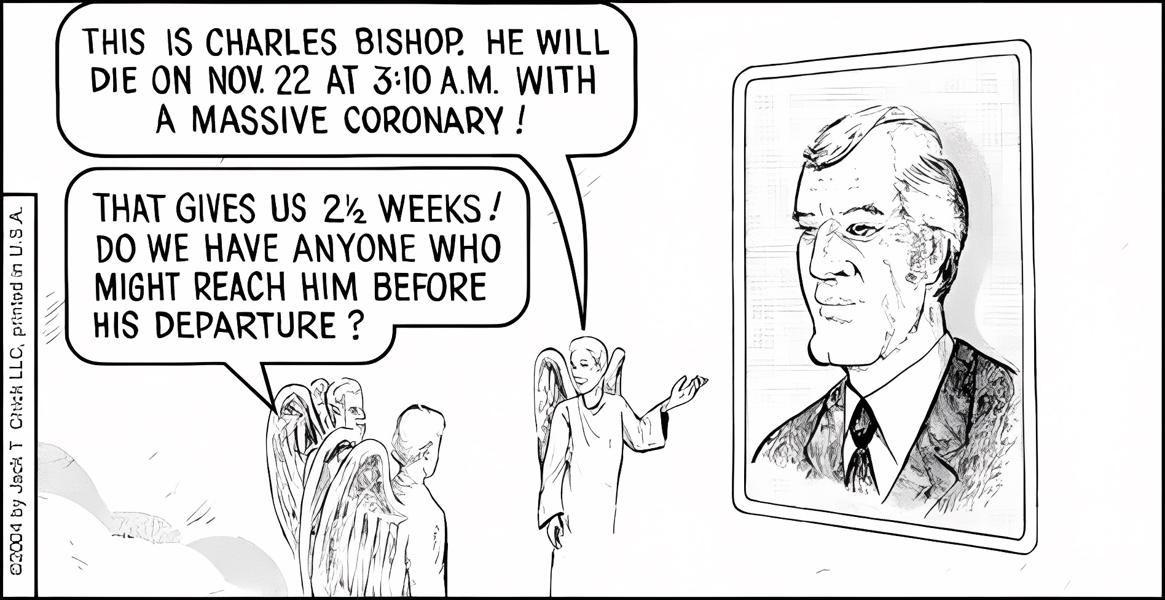 THIS IS CHARLES BISHOP. HE WILL
DIE ON NOV. 22 AT 3:10 A.M. WITH
A MASSIVE CORONARY!
THAT GIVES US 2½ WEEKS!
DO WE HAVE ANYONE WHO
MIGHT REACH HIM BEFORE
HIS DEPARTURE?
©2004 by Jack T Chick LLC, printed in U.S.A.